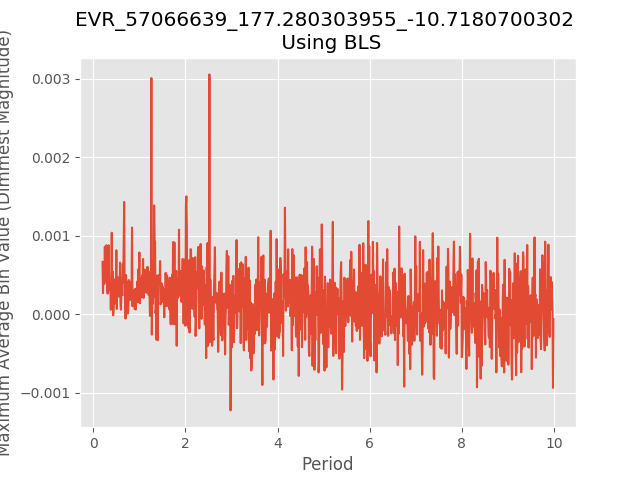 EVR_57066639_177.280303955_-10.7180700302
Using BLS
Maximum Average Bin Value (Dimmest Magnitude)
0.003
0.002
0.001
0.000
−0.001
0
2
4
6
8
10
Period